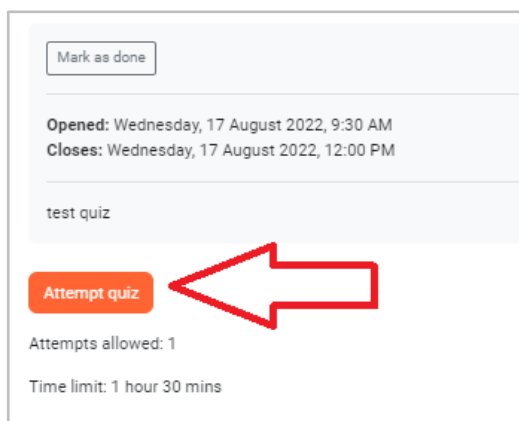 Mark as done
Opened: Wednesday, 17 August 2022, 9:30 AM
Closes: Wednesday, 17 August 2022, 12:00 PM
test quiz
Attempt quiz
Attempts allowed: 1
Time limit: 1 hour 30 mins